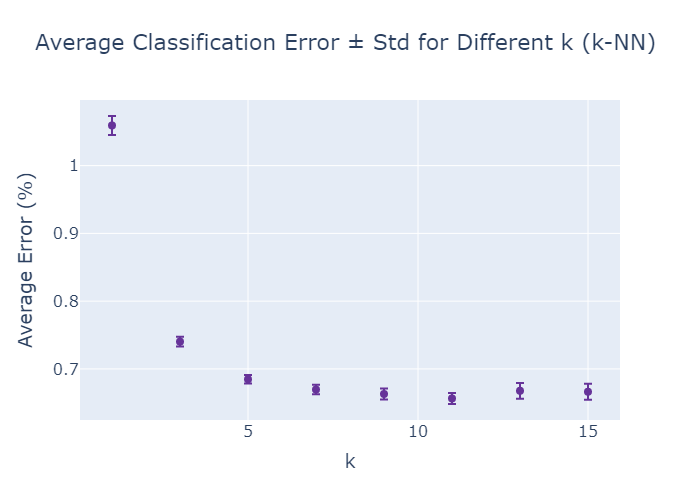 Average Classification Error ± Std for Different k (k-NN)
Average Error (%)
1
0.9
0.8
0.7
5
10
15
k